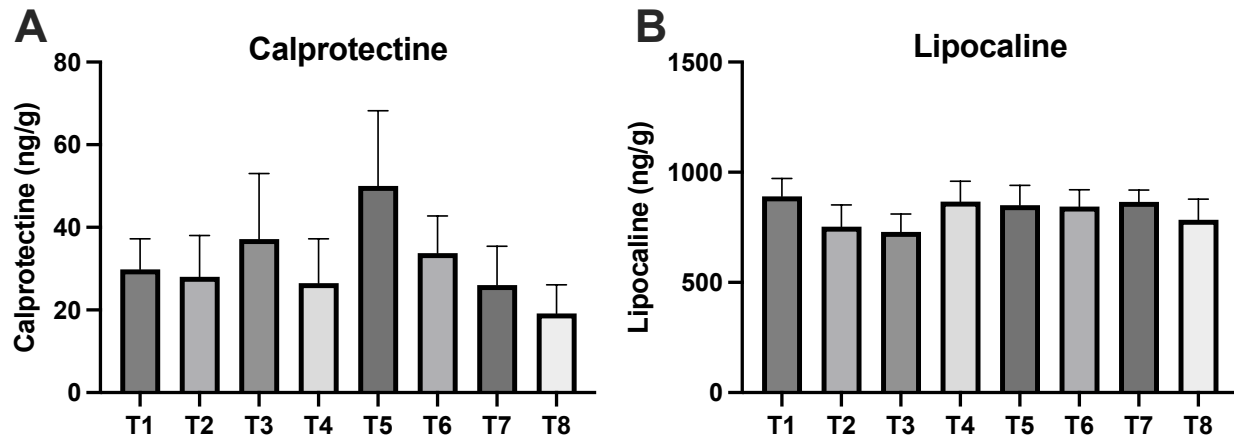 A
Calprotectine
Calprotectine (ng/g)
80
60
40
20
0
T1 T2 T3 T4 T5 T6 T7 T8
B
Lipocaline
Lipocaline (ng/g)
1500
1000
500
0
T1 T2 T3 T4 T5 T6 T7 T8